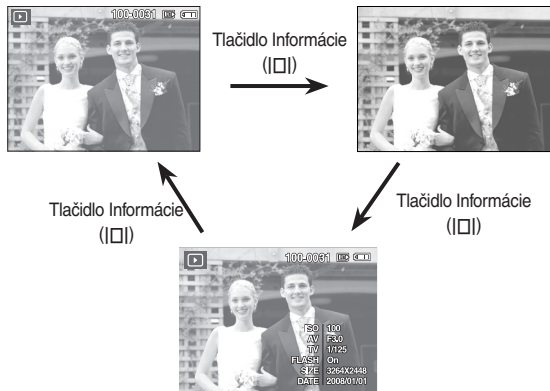 100-0031
Tlačidlo Informácie
(|□|)
Tlačidlo Informácie
(|□|)
Tlačidlo Informácie
(|□|)
100-0031
ISO 100
AV F3.0
TV 1/125
FLASH On
SIZE 3264X2448
DATE 2008/01/01